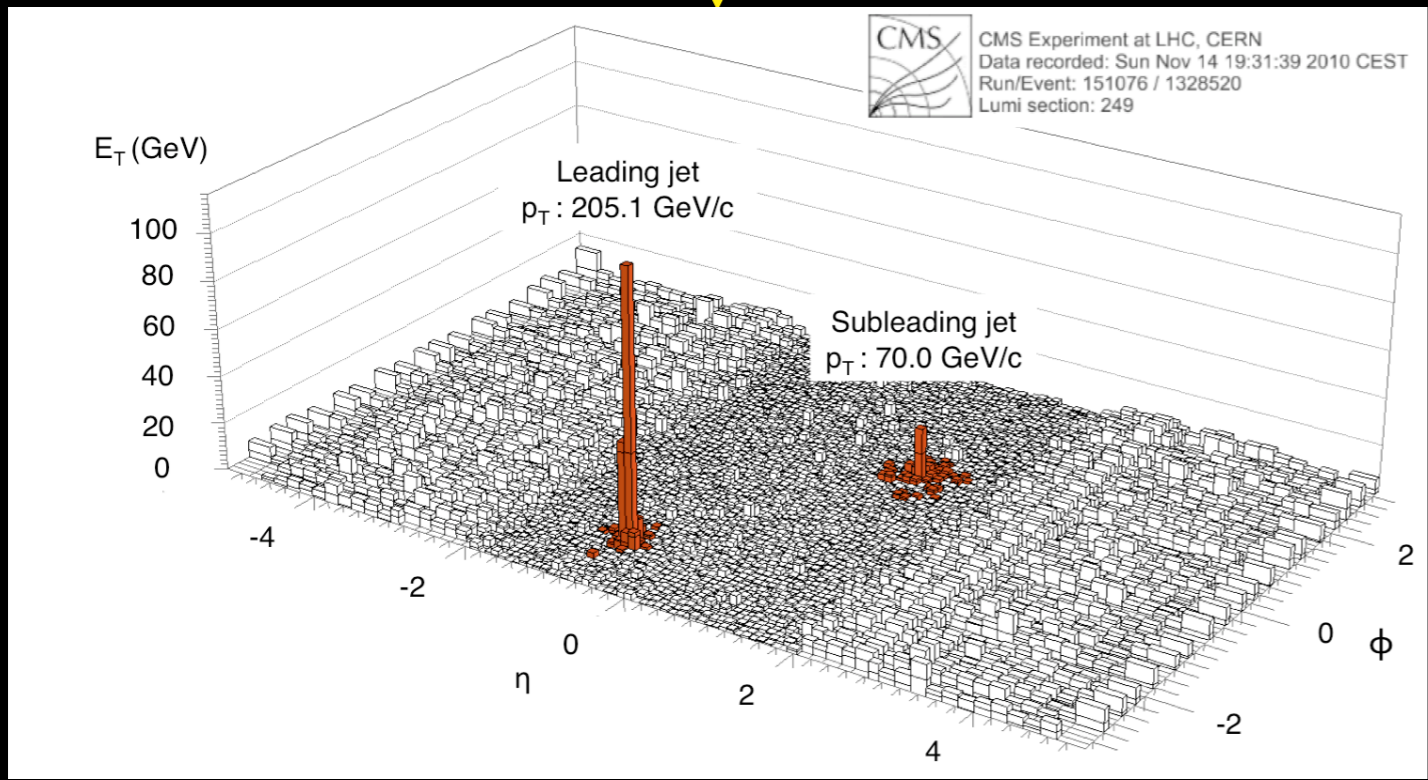 CMS
CMS Experiment at LHC, CERN
Data recorded: Sun Nov 14 19:31:39 2010 CEST
Run/Event: 151076 / 1328520
Lumi section: 249
E_T (GeV)
Leading jet
p_T : 205.1 GeV/c
Subleading jet
p_T : 70.0 GeV/c
100
80
60
40
20
0
-4
-2
0
2
4
η
-2
0
2
ϕ